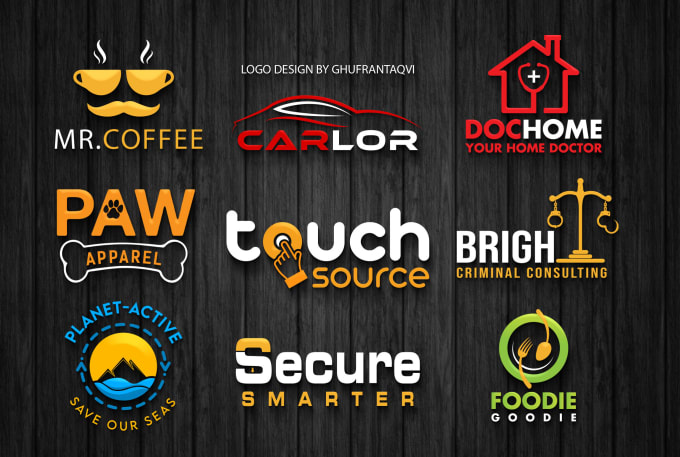 LOGO DESIGN BY GHUFRANTAQVI
MR.COFFEE
CARLOR
DOCHOME
YOUR HOME DOCTOR
PAW
APPAREL
touch
source
BRIGH
CRIMINAL CONSULTING
PLANET-ACTIVE
SAVE OUR SEAS
Secure
SMARTER
FOODIE
GOODIE